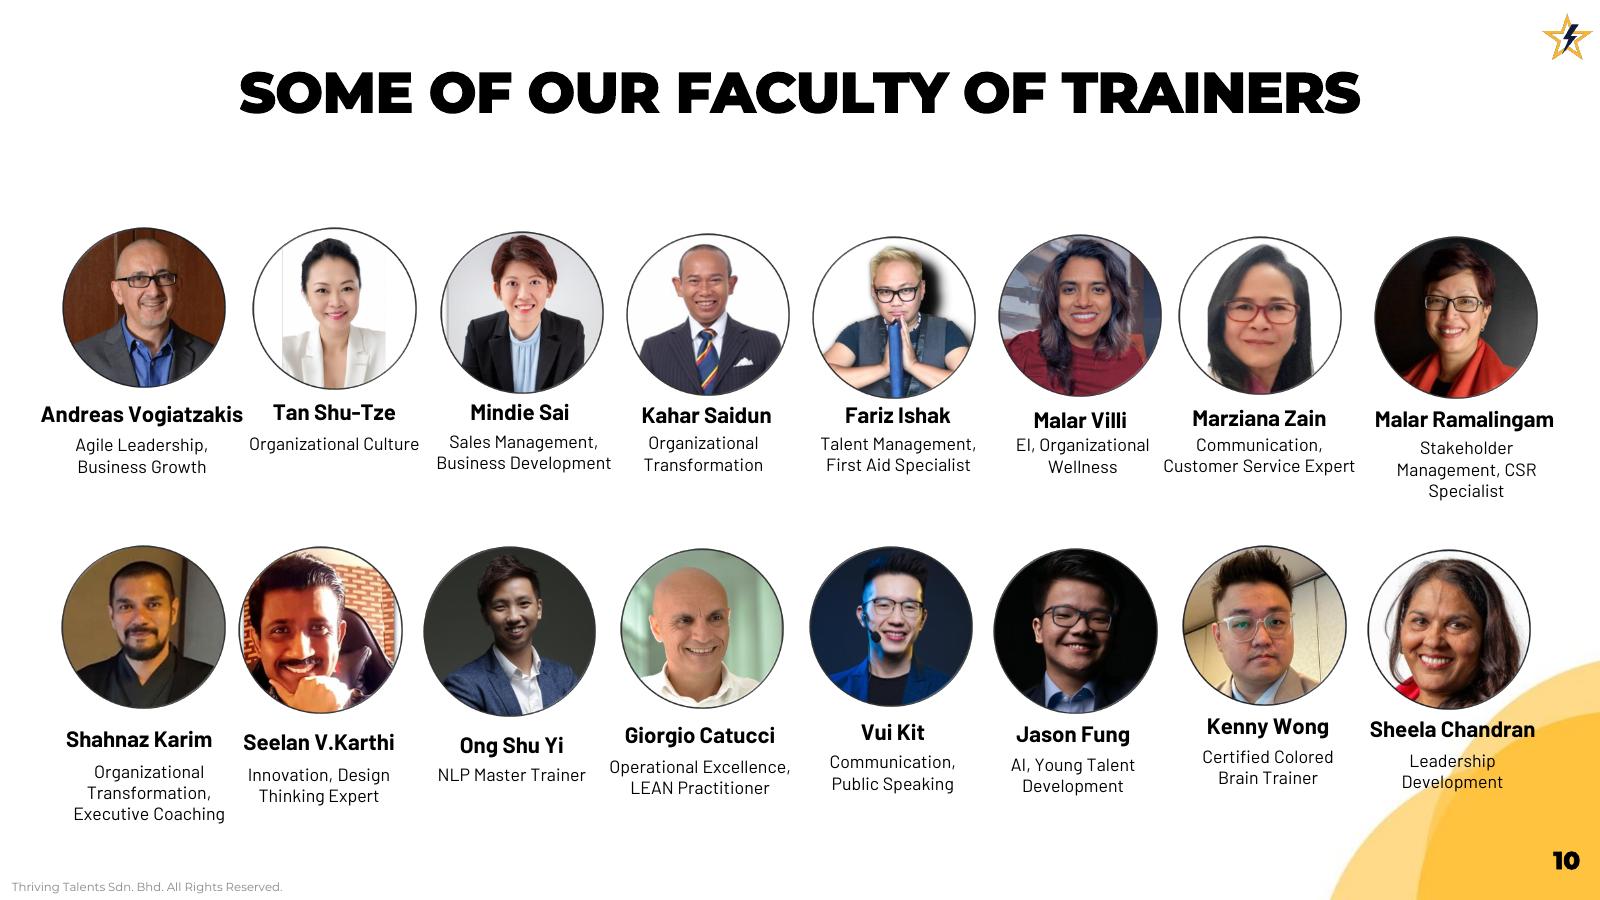 SOME OF OUR FACULTY OF TRAINERS
Andreas Vogiatzakis
Agile Leadership,
Business Growth
Tan Shu-Tze
Organizational Culture
Mindie Sai
Sales Management,
Business Development
Kahar Saidun
Organizational
Transformation
Fariz Ishak
Talent Management,
First Aid Specialist
Malar Villi
EI, Organizational
Wellness
Marziana Zain
Communication,
Customer Service Expert
Malar Ramalingam
Stakeholder
Management, CSR
Specialist
Shahnaz Karim
Organizational
Transformation,
Executive Coaching
Seelan V.Karthi
Innovation, Design
Thinking Expert
Ong Shu Yi
NLP Master Trainer
Giorgio Catucci
Operational Excellence,
LEAN Practitioner
Vui Kit
Communication,
Public Speaking
Jason Fung
AI, Young Talent
Development
Kenny Wong
Certified Colored
Brain Trainer
Sheela Chandran
Leadership
Development
10
Thriving Talents Sdn. Bhd. All Rights Reserved.